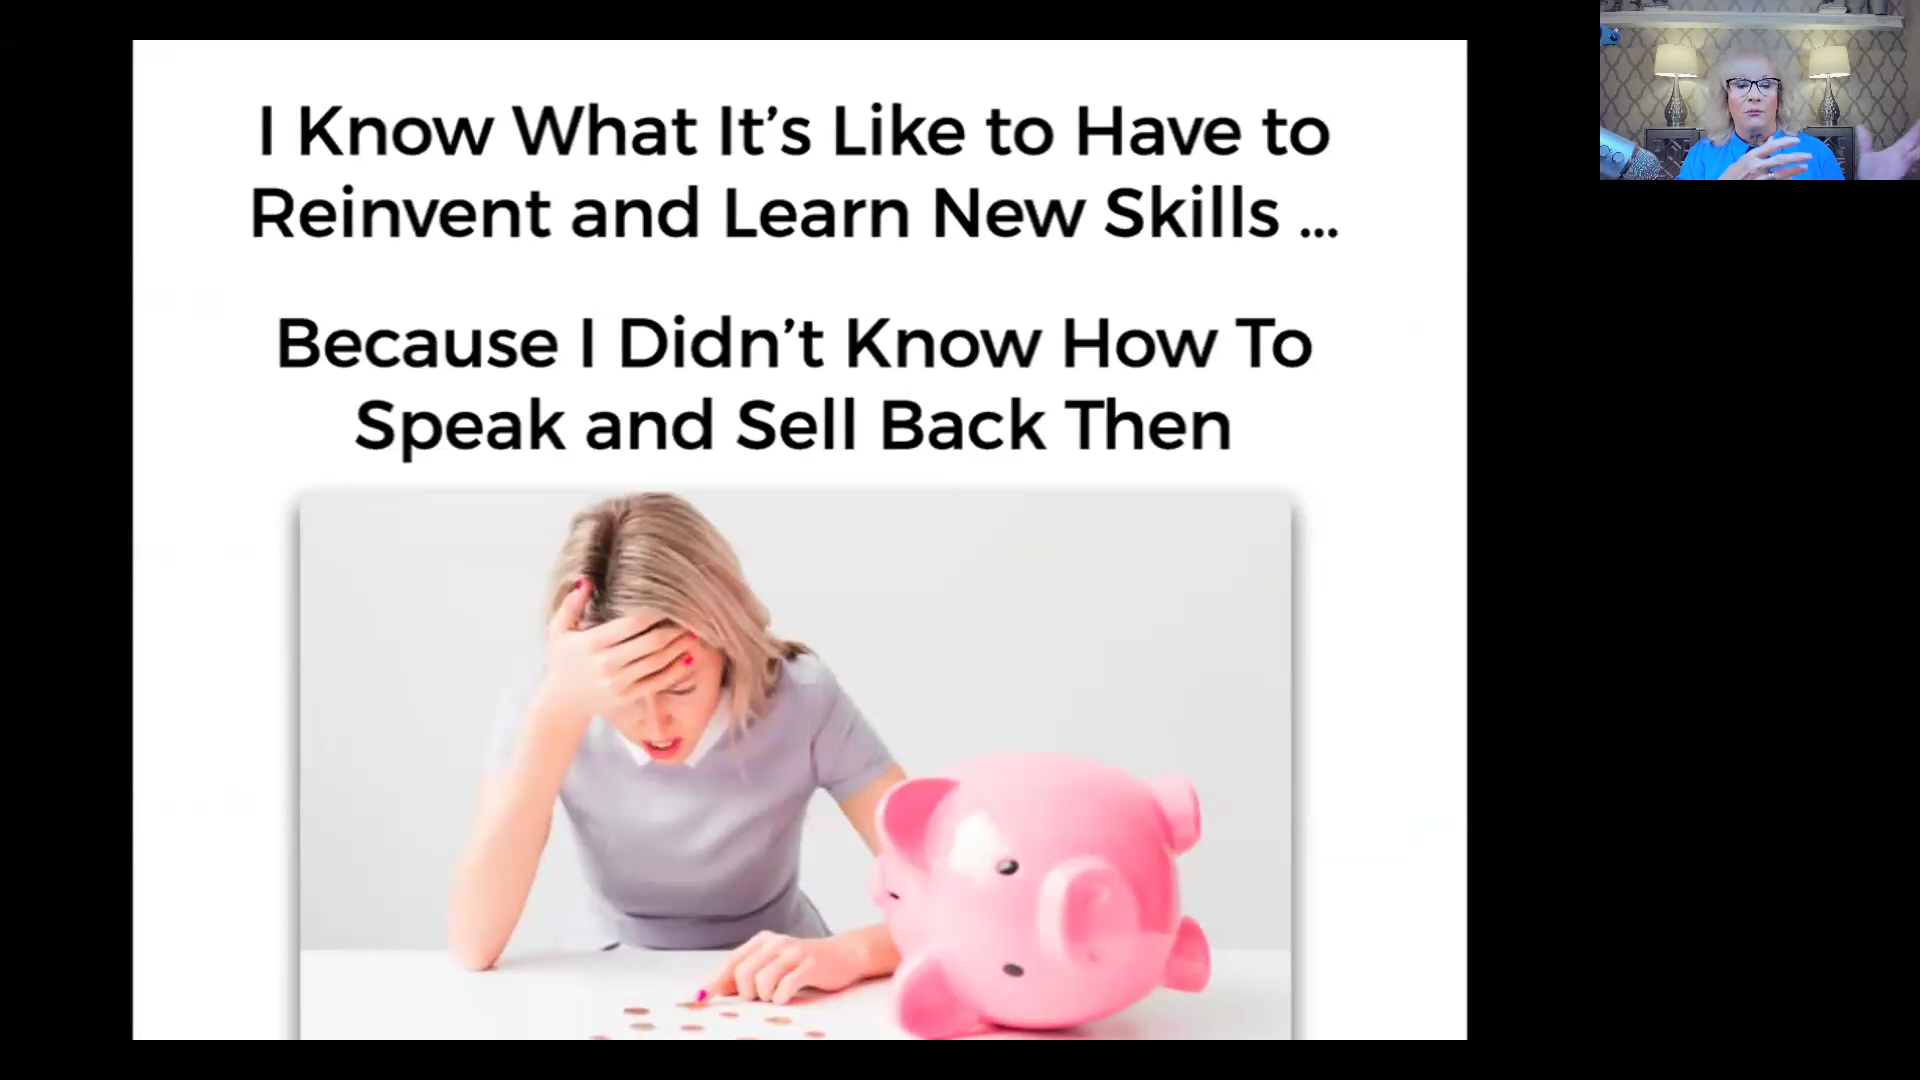 I Know What It’s Like to Have to
Reinvent and Learn New Skills ...
Because I Didn’t Know How To
Speak and Sell Back Then